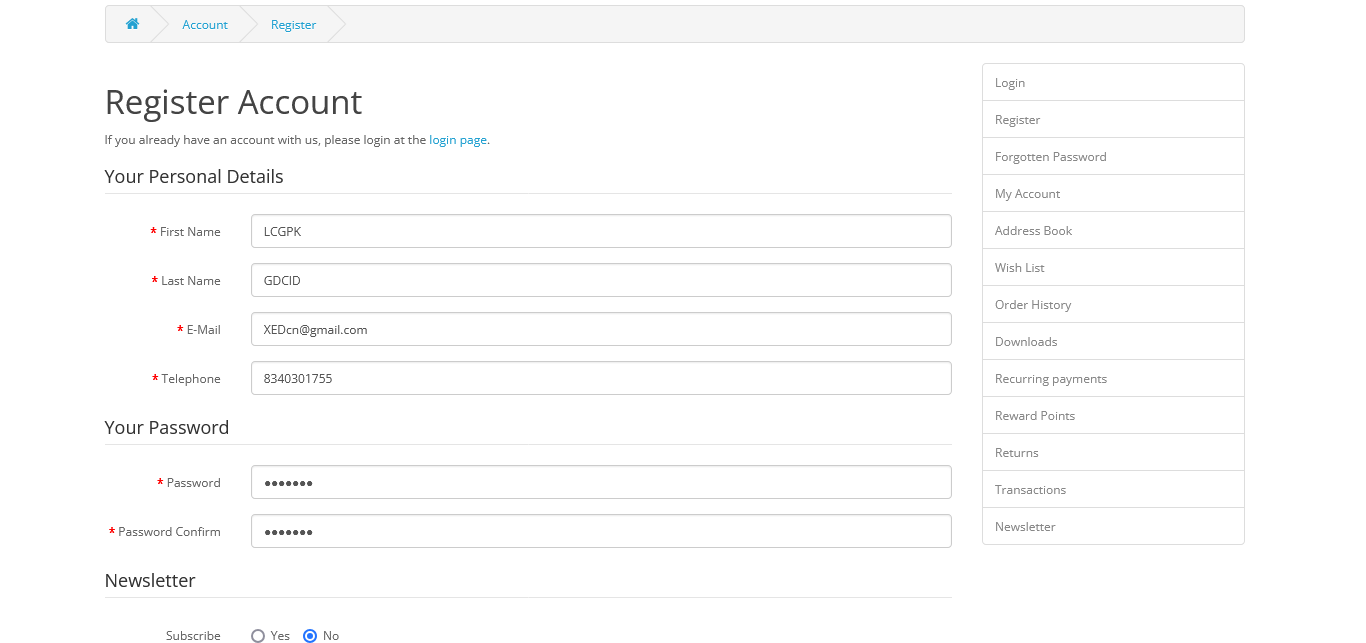 Account
Register
Register Account
If you already have an account with us, please login at the login page.
Your Personal Details
* First Name
LCGPK
* Last Name
GDCID
* E-Mail
XEDcn@gmail.com
* Telephone
8340301755
Your Password
* Password
•••••••
* Password Confirm
•••••••
Newsletter
Subscribe
Yes
No
Login
Register
Forgotten Password
My Account
Address Book
Wish List
Order History
Downloads
Recurring payments
Reward Points
Returns
Transactions
Newsletter